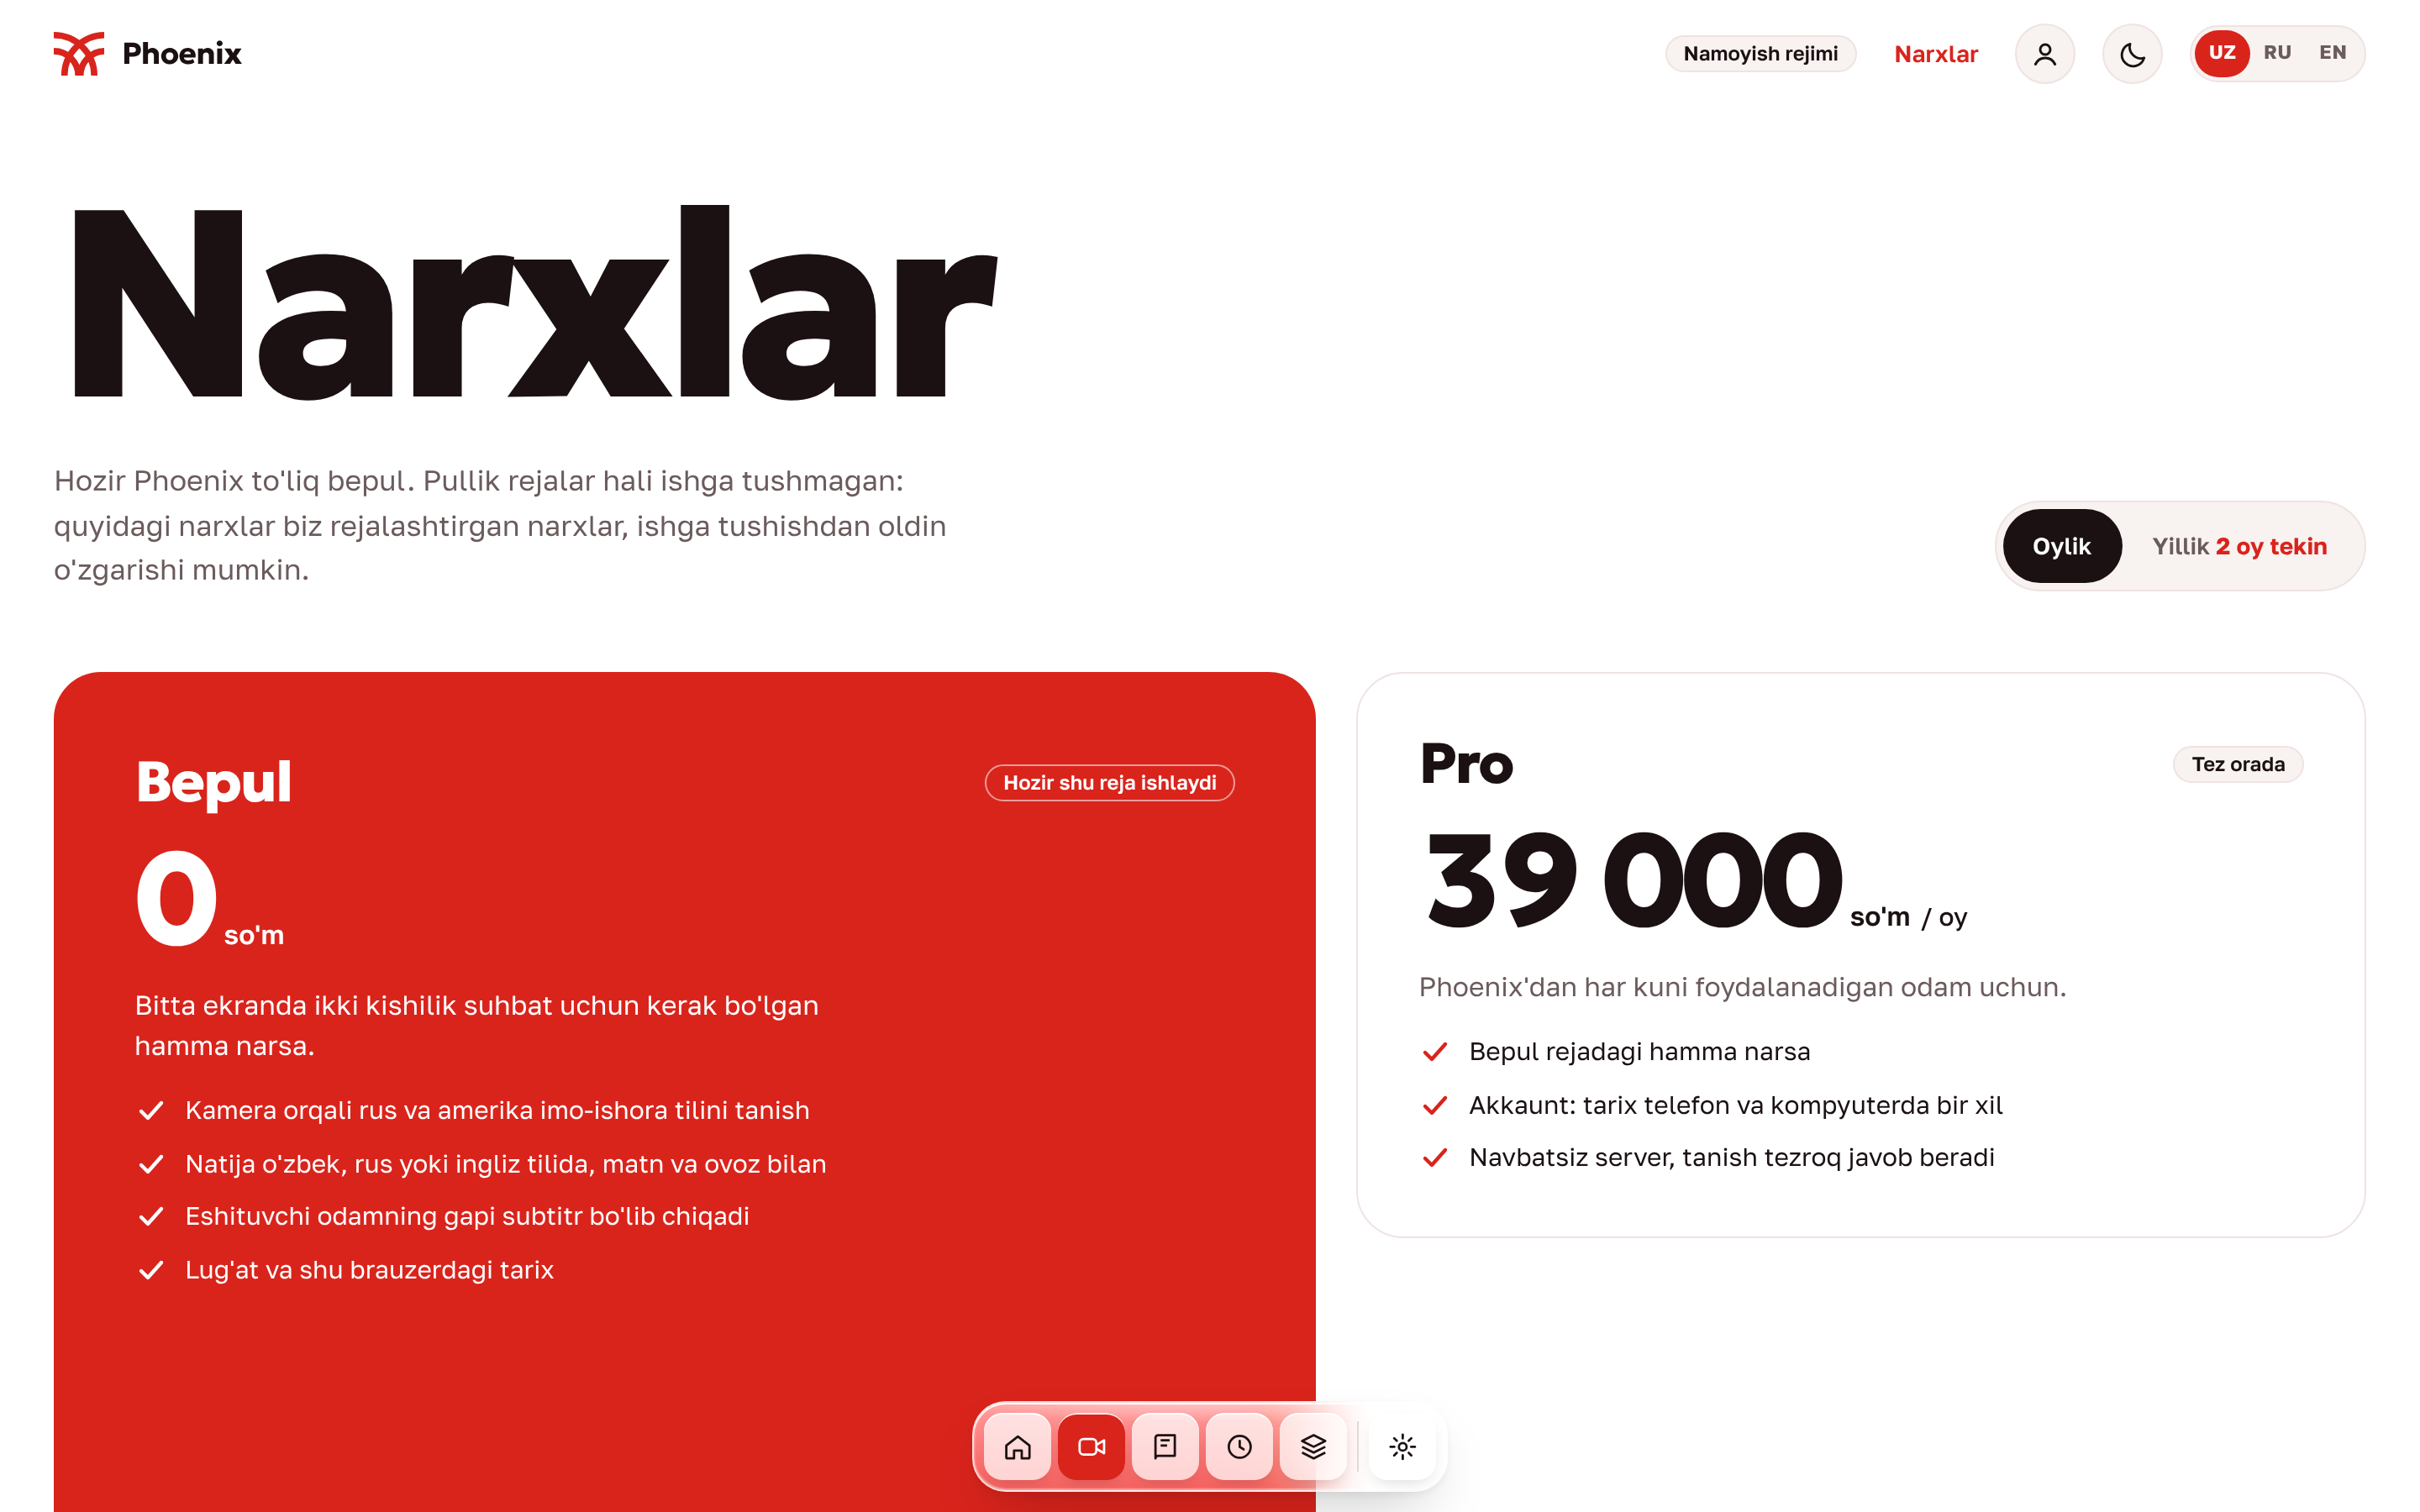 Phoenix
Namoyish rejimi
Narxlar
UZ RU EN
Narxlar
Hozir Phoenix to'liq bepul. Pullik rejalar hali ishga tushmagan:
quyidagi narxlar biz rejalashtirgan narxlar, ishga tushishdan oldin
o'zgarishi mumkin.
Oylik
Yillik 2 oy tekin
Bepul
Hozir shu reja ishlaydi
0 so'm
Bitta ekranda ikki kishilik suhbat uchun kerak bo'lgan
hamma narsa.
Kamera orqali rus va amerika imo-ishora tilini tanish
Natija o'zbek, rus yoki ingliz tilida, matn va ovoz bilan
Eshituvchi odamning gapi subtitr bo'lib chiqadi
Lug'at va shu brauzerdagi tarix
Pro
Tez orada
39 000 so'm / oy
Phoenix'dan har kuni foydalanadigan odam uchun.
Bepul rejadagi hamma narsa
Akkaunt: tarix telefon va kompyuterda bir xil
Navbatsiz server, tanish tezroq javob beradi